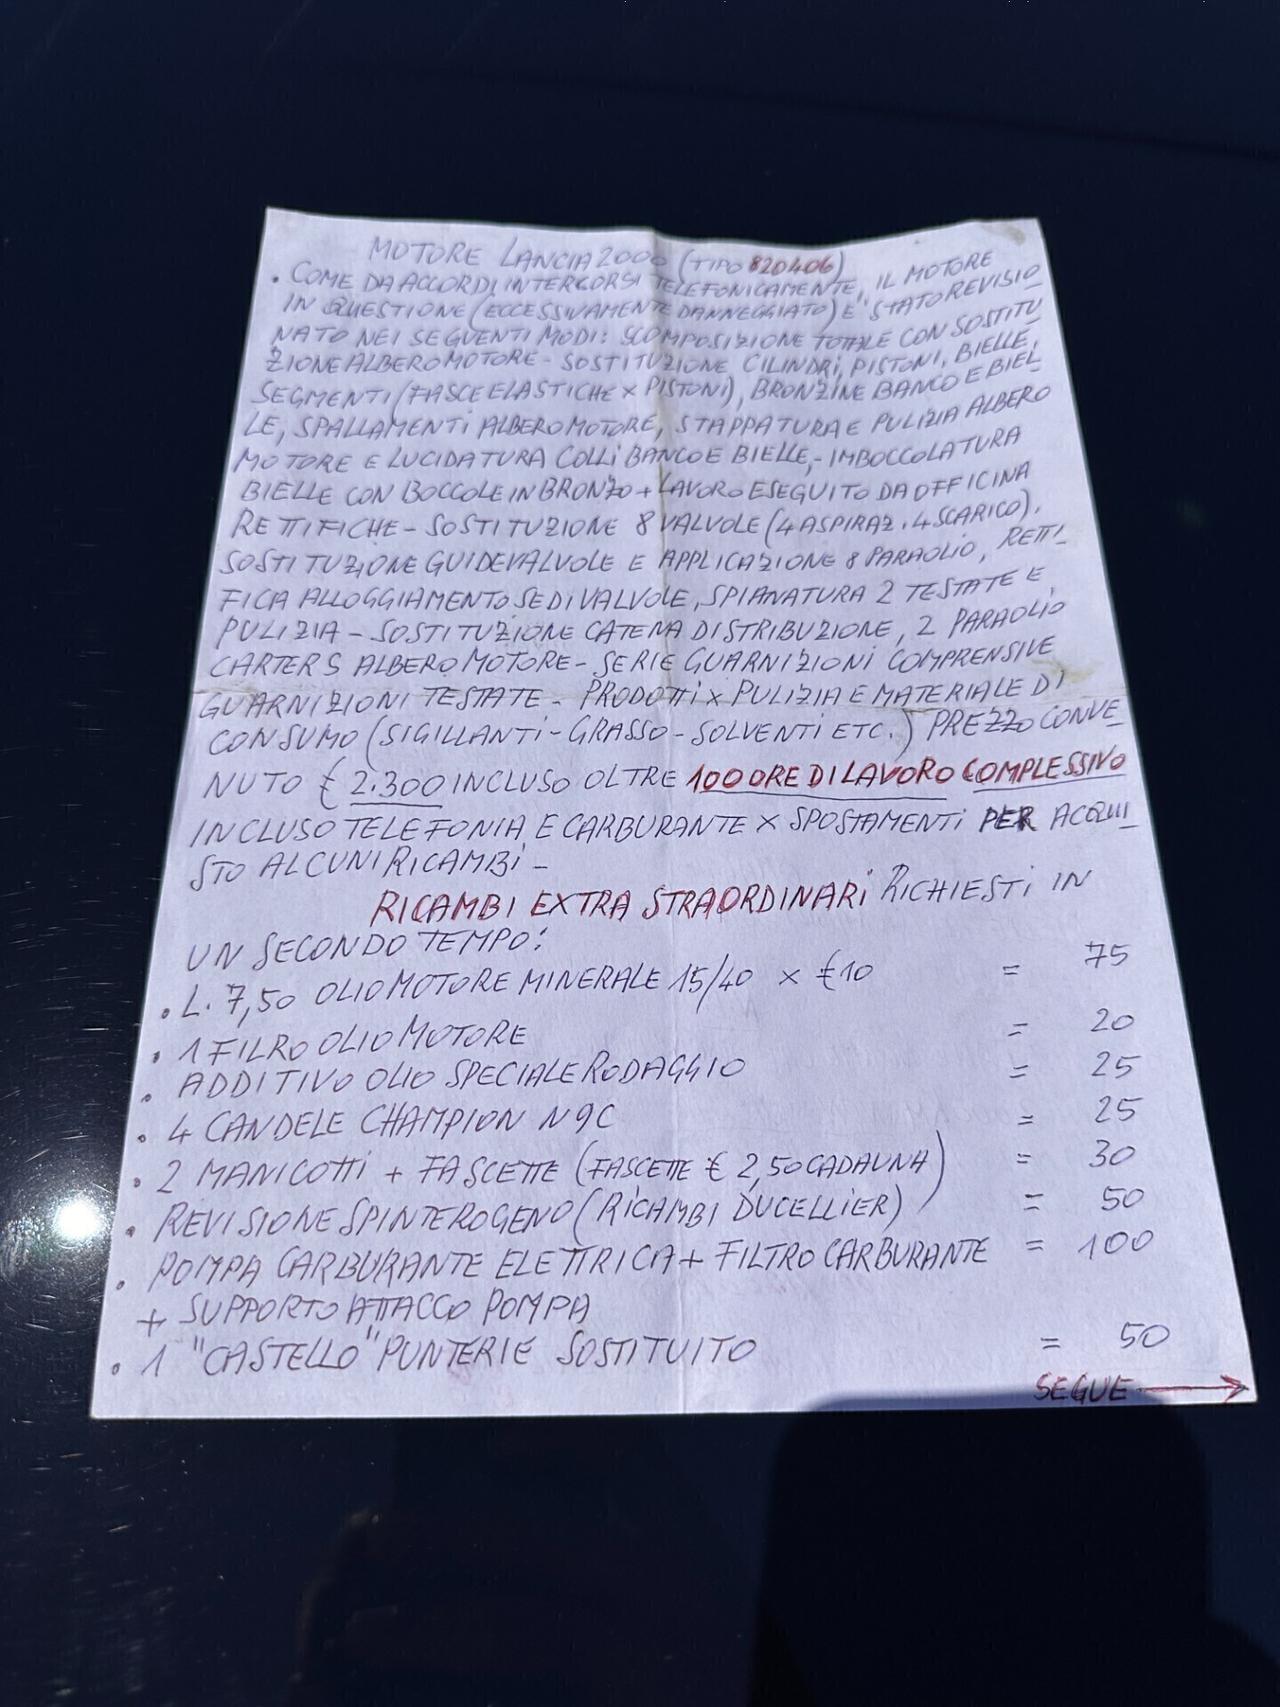 MOTORE LANCIA 2000 (TIPO 820406)
• COME DA ACCORDI INTERCORSI TELEFONICAMENTE, IL MOTORE
IN QUESTIONE (ECCESSIVAMENTE DANNEGGIATO) E' STATO REVISIO
NATO NEI SEGUENTI MODI: SCOMPOSIZIONE TOTALE CON SOSTITU
ZIONE ALBERO MOTORE - SOSTITUZIONE CILINDRI, PISTONI, BIELLE,
SEGMENTI (FASCE ELASTICHE X PISTONI), BRONZINE BANCO E BIEL
LE, SPALLAMENTI ALBERO MOTORE, STAPPATURA E PULIZIA ALBERO
MOTORE E LUCIDATURA COLLI BANCO E BIELLE,- IMBOCCOLATURA
BIELLE CON BOCCOLE IN BRONZO + LAVORO ESEGUITO DA OFFICINA
RETTIFICHE - SOSTITUZIONE 8 VALVOLE (4 ASPIRAZ. 4 SCARICO).
SOSTITUZIONE GUIDEVALVOLE E APPLICAZIONE 8 PARAOLIO, RETTI-
FICA ALLOGGIAMENTO SEDI VALVOLE, SPIANATURA 2 TESTATE E
PULIZIA - SOSTITUZIONE CATENA DISTRIBUZIONE, 2 PARAOLIO
CARTERS ALBERO MOTORE - SERIE GUARNIZIONI COMPRENSIVE
GUARNIZIONI TESTATE - PRODOTTI X PULIZIA E MATERIALE DI
CONSUMO (SIGILLANTI - GRASSO - SOLVENTI ETC.) PREZZO CONVE-
NUTO € 2.300 INCLUSO OLTRE 100 ORE DI LAVORO COMPLESSIVO
INCLUSO TELEFONIA E CARBURANTE X SPOSTAMENTI PER ACQUI-
STO ALCUNI RICAMBI -
RICAMBI EXTRA STRAORDINARI RICHIESTI IN
UN SECONDO TEMPO:
• L. 7,50 OLIO MOTORE MINERALE 15/40 X €10 = 75
• 1 FILRO OLIO MOTORE = 20
• ADDITIVO OLIO SPECIALE RODAGGIO = 25
• 4 CANDELE CHAMPION N9C = 25
• 2 MANICOTTI + FASCETTE (FASCETTE € 2,50 CADAUNA) = 30
• REVISIONE SPINTEROGENO (RICAMBI DUCELLIER) = 50
• POMPA CARBURANTE ELETTRICA + FILTRO CARBURANTE = 100
+ SUPPORTO ATTACCO POMPA
• 1 "CASTELLO" PUNTERIE SOSTITUITO = 50
SEGUE →